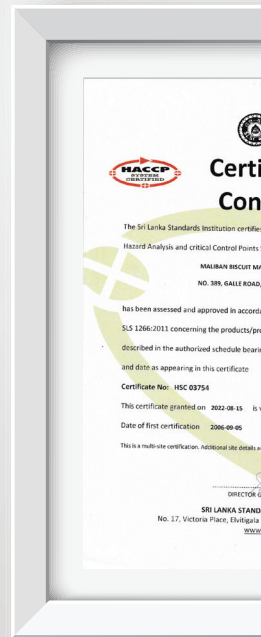 HACCP
SYSTEM
CERTIFIED
Certi
Con
The Sri Lanka Standards Institution certifie
Hazard Analysis and critical Control Points
MALIBAN BISCUIT MA
NO. 389, GALLE ROAD,
has been assessed and approved in accorda
SLS 1266:2011 concerning the products/pro
described in the authorized schedule bearin
and date as appearing in this certificate
Certificate No: HSC 03754
This certificate granted on 2022-08-15 is v
Date of first certification 2006-09-05
This is a multi-site certification. Additional site details a
DIRECTOR G
SRI LANKA STAND
No. 17, Victoria Place, Elvitigala
www